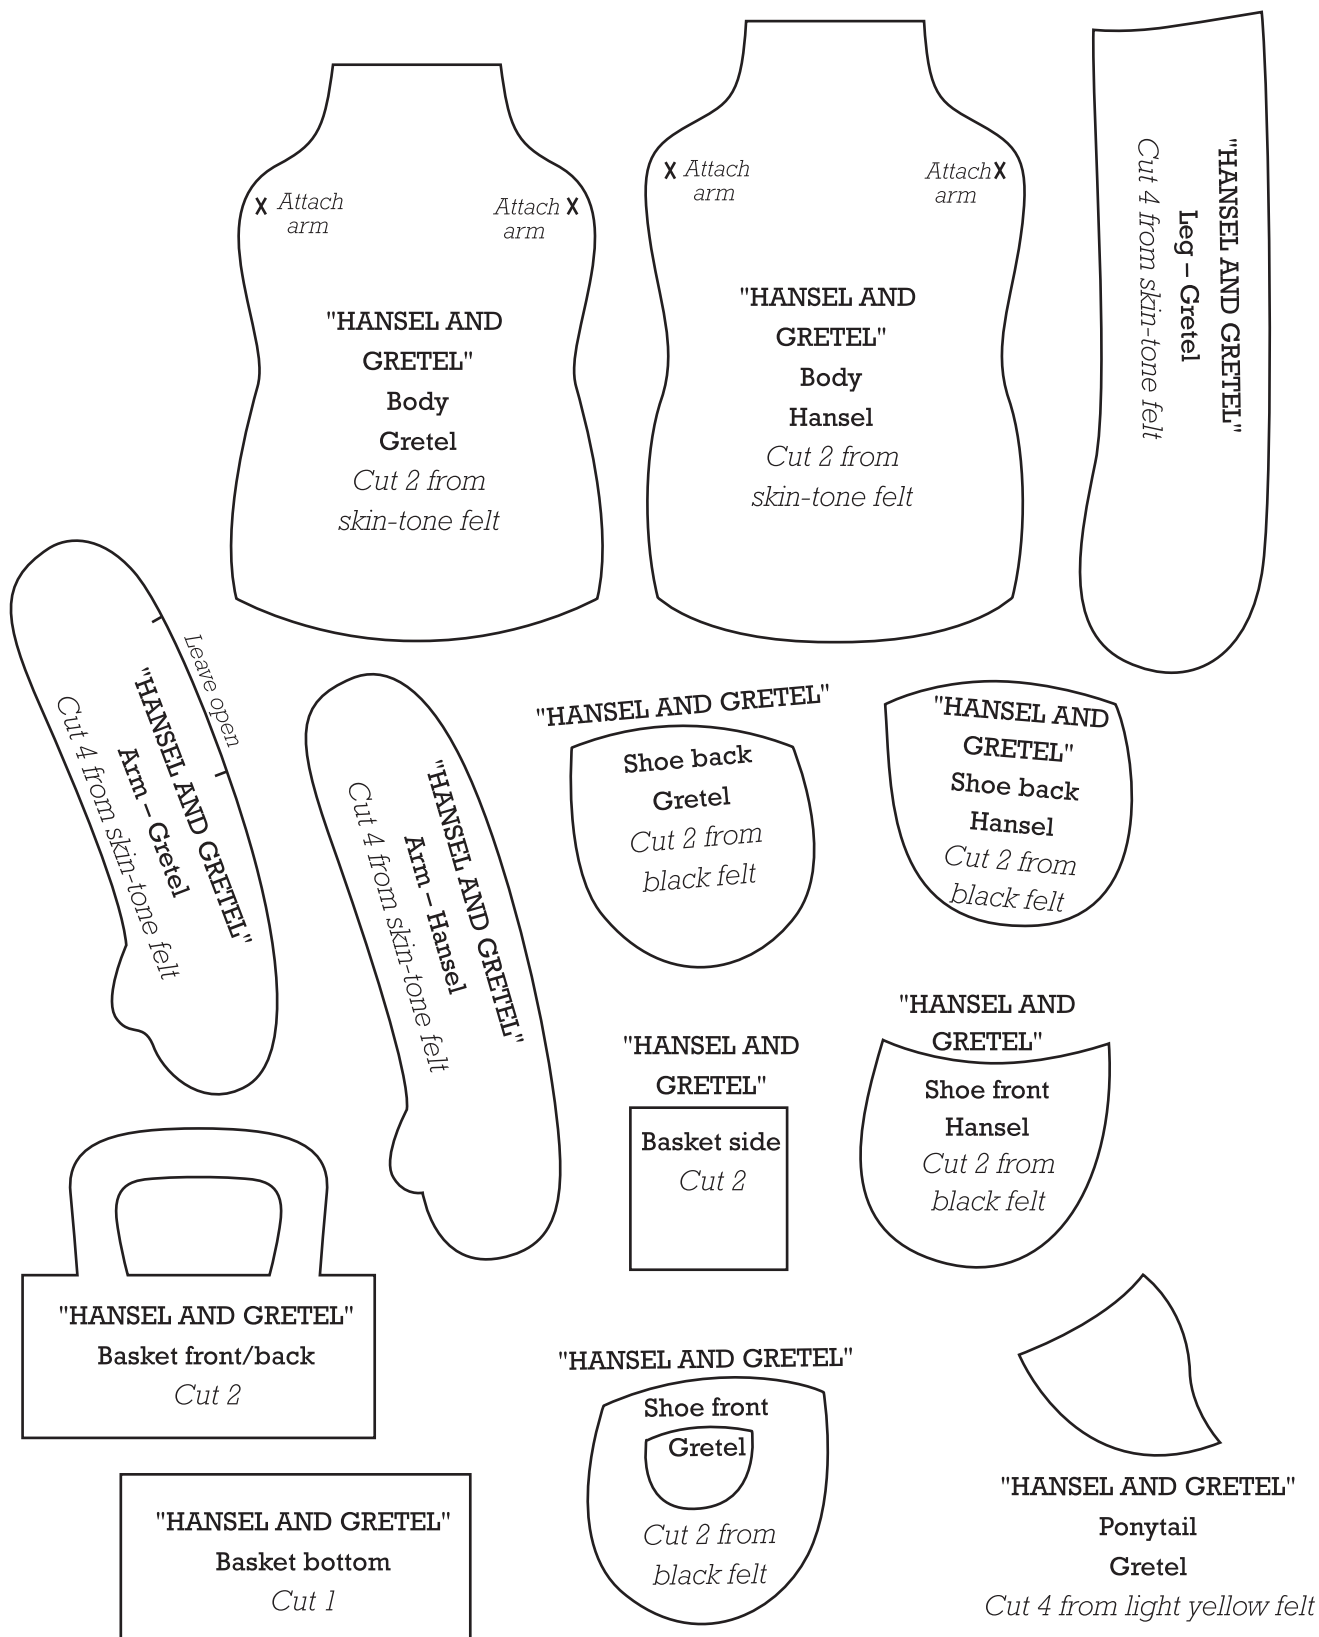 Attach
arm
Attach
arm
"HANSEL AND
GRETEL"
Body
Gretel
Cut 2 from
skin-tone felt
Attach
arm
Attach
arm
"HANSEL AND
GRETEL"
Body
Hansel
Cut 2 from
skin-tone felt
"HANSEL AND GRETEL"
Leg – Gretel
Cut 4 from skin-tone felt
Leave open
"HANSEL AND GRETEL"
Arm – Gretel
Cut 4 from skin-tone felt
"HANSEL AND GRETEL"
Arm – Hansel
Cut 4 from skin-tone felt
"HANSEL AND GRETEL"
Shoe back
Gretel
Cut 2 from
black felt
"HANSEL AND
GRETEL"
Shoe back
Hansel
Cut 2 from
black felt
"HANSEL AND
GRETEL"
Basket side
Cut 2
"HANSEL AND
GRETEL"
Shoe front
Hansel
Cut 2 from
black felt
"HANSEL AND GRETEL"
Basket front/back
Cut 2
"HANSEL AND GRETEL"
Basket bottom
Cut 1
"HANSEL AND GRETEL"
Shoe front
Gretel
Cut 2 from
black felt
"HANSEL AND GRETEL"
Ponytail
Gretel
Cut 4 from light yellow felt